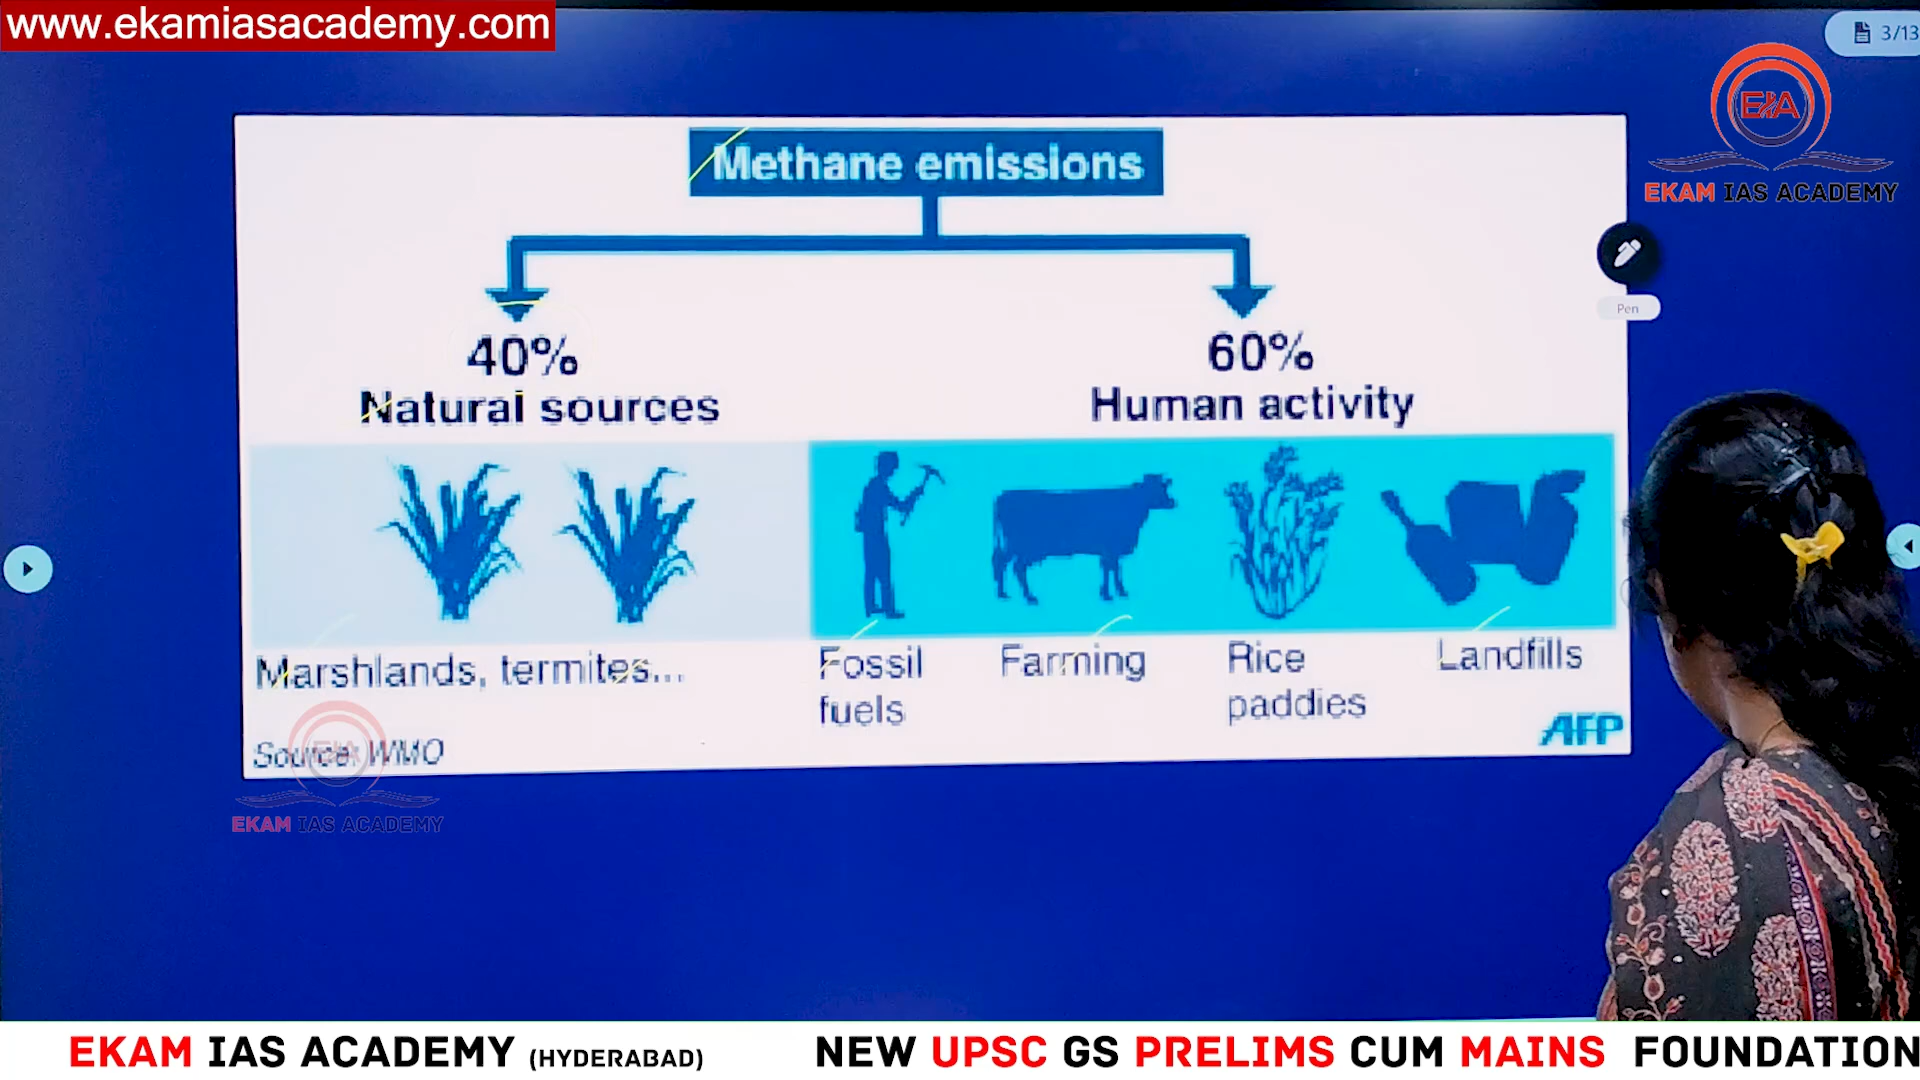 www.ekamiasacademy.com
3/13
EIA
EKAM IAS ACADEMY
Methane emissions
Pen
40%
Natural sources
60%
Human activity
Marshlands, termites...
Fossil
fuels
Farming
Rice
paddies
Landfills
Source: WMO
AFP
EIA
EKAM IAS ACADEMY
EKAM IAS ACADEMY (HYDERABAD)
NEW UPSC GS PRELIMS CUM MAINS FOUNDATION